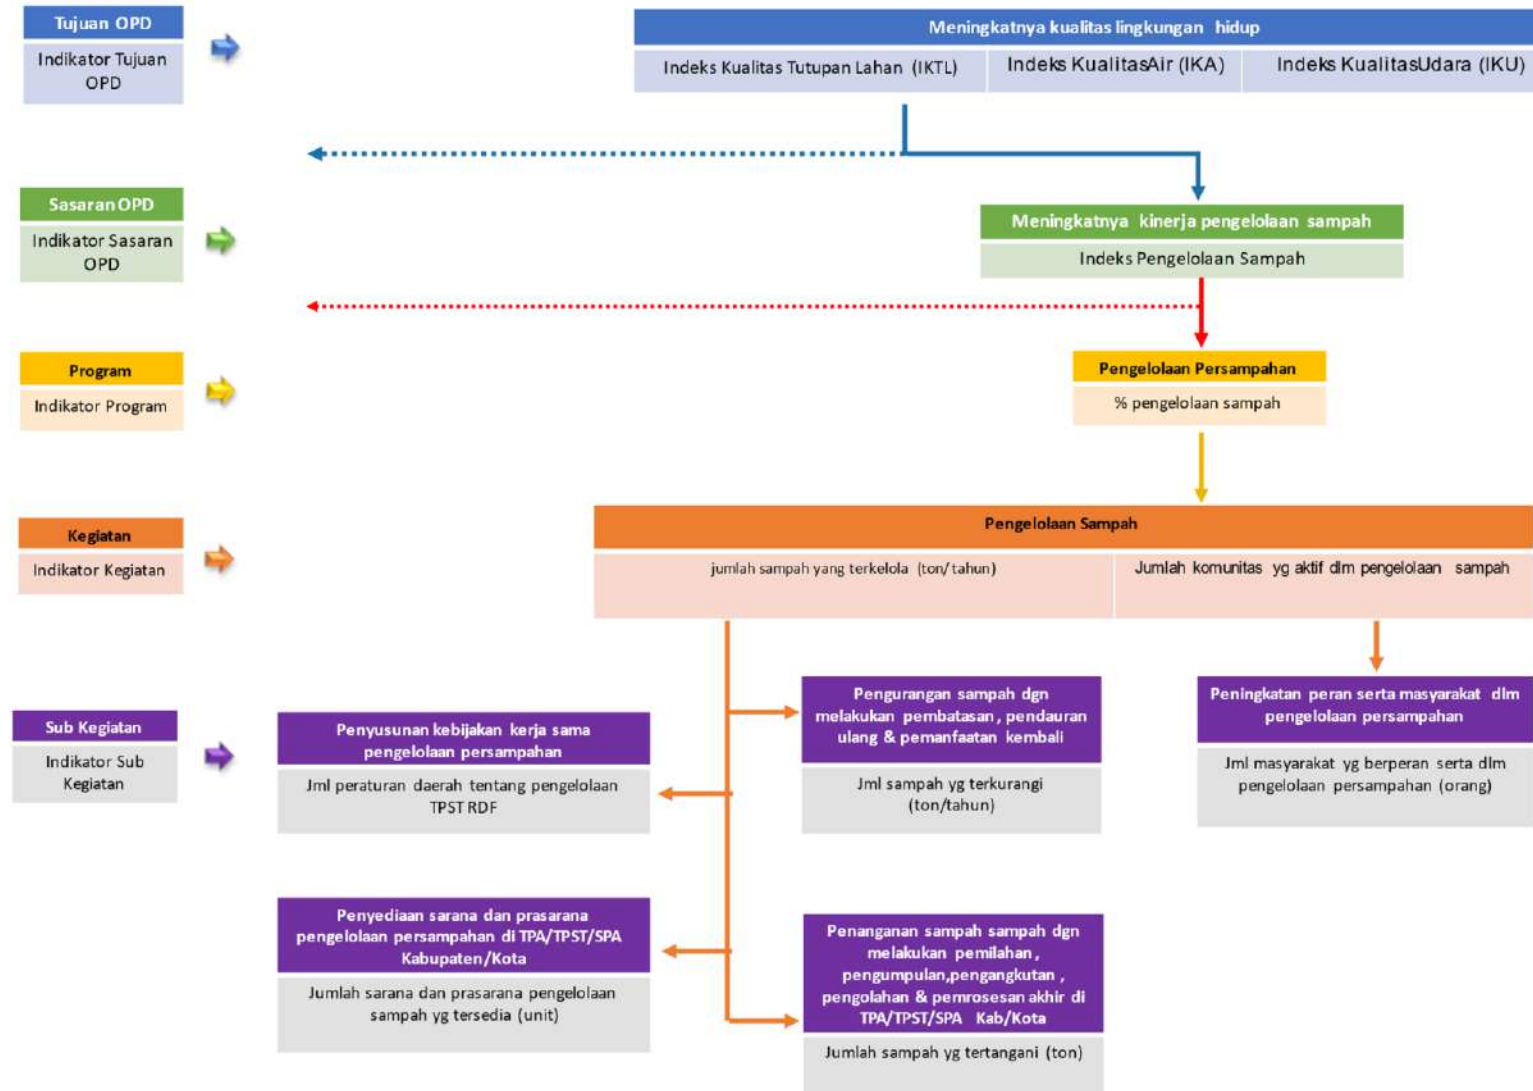 Tujuan OPD
Indikator Tujuan
OPD
Meningkatnya kualitas lingkungan hidup
Indeks Kualitas Tutupan Lahan (IKTL)
Indeks KualitasAir (IKA)
Indeks KualitasUdara (IKU)
Sasaran OPD
Indikator Sasaran
OPD
Meningkatnya kinerja pengelolaan sampah
Indeks Pengelolaan Sampah
Program
Indikator Program
Pengelolaan Persampahan
% pengelolaan sampah
Kegiatan
Indikator Kegiatan
Pengelolaan Sampah
jumlah sampah yang terkelola (ton/tahun)
Jumlah komunitas yg aktif dlm pengelolaan sampah
Sub Kegiatan
Indikator Sub
Kegiatan
Penyusunan kebijakan kerja sama
pengelolaan persampahan
Jml peraturan daerah tentang pengelolaan
TPST RDF
Pengurangan sampah dgn
melakukan pembatasan, pendauran
ulang & pemanfaatan kembali
Jml sampah yg terkurangi
(ton/tahun)
Peningkatan peran serta masyarakat dlm
pengelolaan persampahan
Jml masyarakat yg berperan serta dlm
pengelolaan persampahan (orang)
Penyediaan sarana dan prasarana
pengelolaan persampahan di TPA/TPST/SPA
Kabupaten/Kota
Jumlah sarana dan prasarana pengelolaan
sampah yg tersedia (unit)
Penanganan sampah sampah dgn
melakukan pemilahan,
pengumpulan,pengangkutan,
pengolahan & pemrosesan akhir di
TPA/TPST/SPA Kab/Kota
Jumlah sampah yg tertangani (ton)